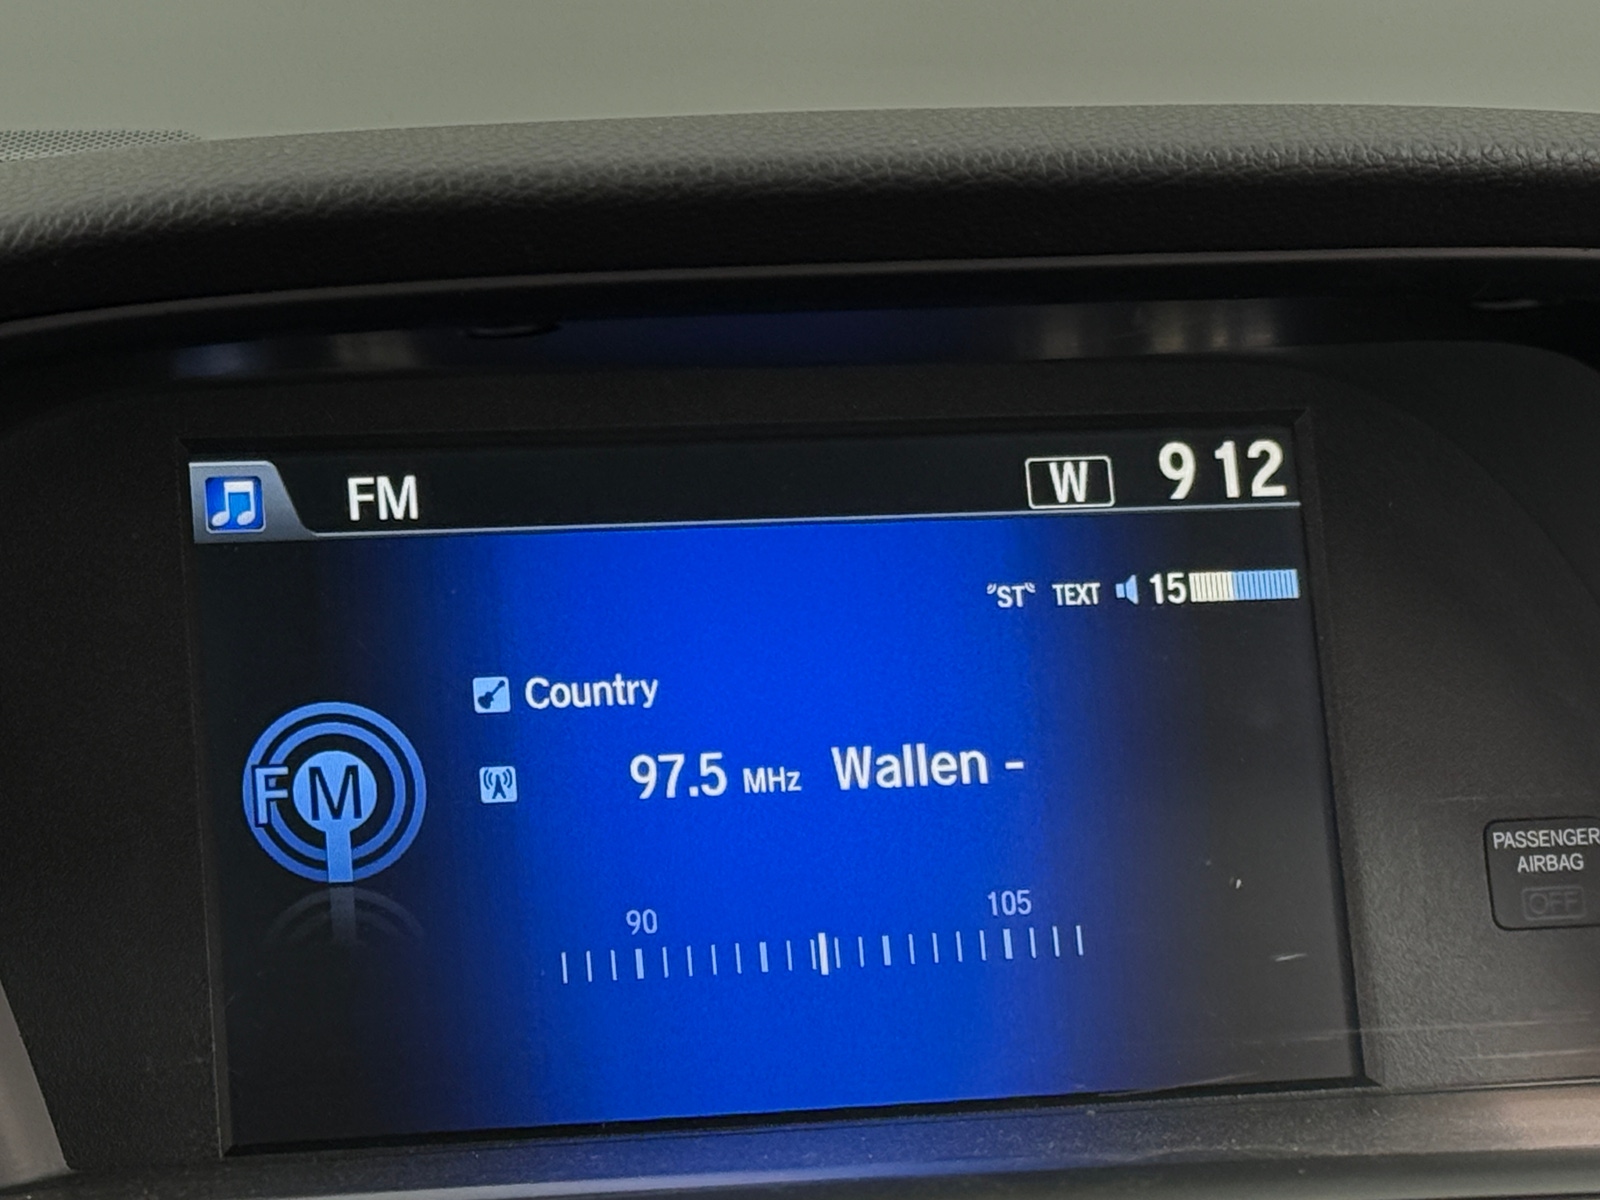 FM W 9 12
"ST" TEXT 15
Country
FM
97.5 MHz Wallen -
PASSENGER
AIRBAG
OFF
90 105